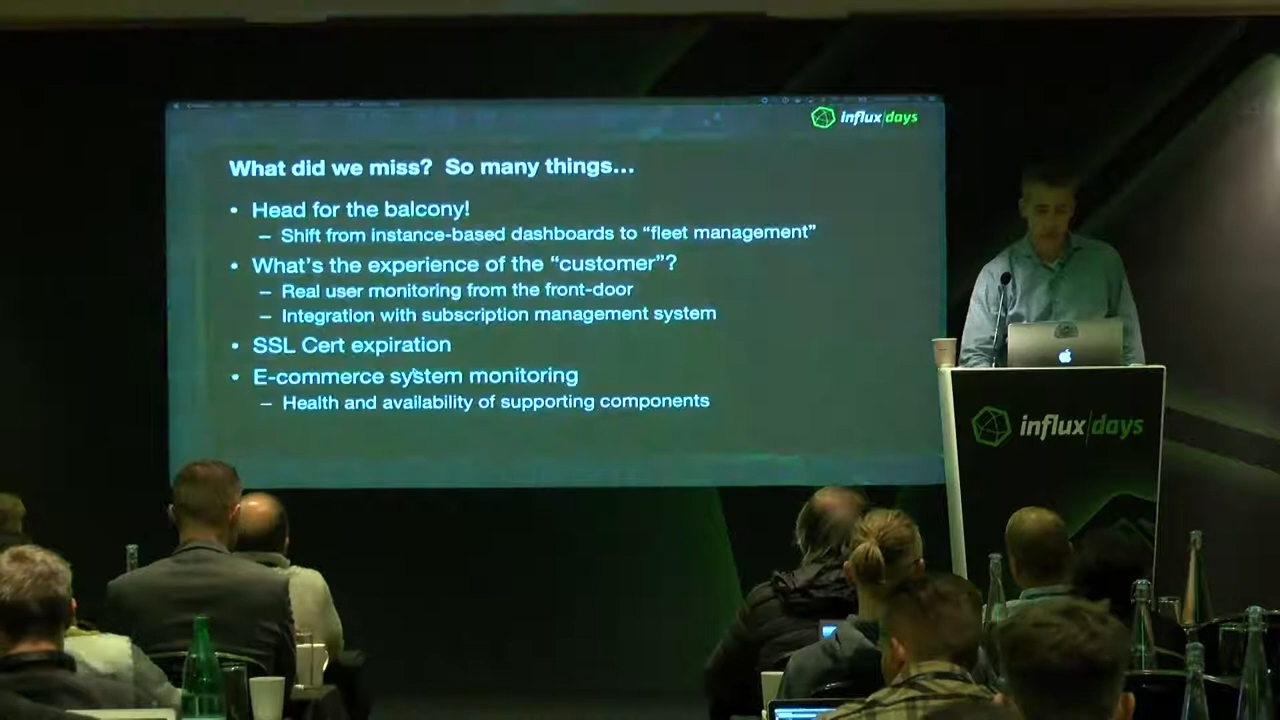 influx|days
What did we miss? So many things...
• Head for the balcony!
– Shift from instance-based dashboards to “fleet management”
• What's the experience of the “customer”?
– Real user monitoring from the front-door
– Integration with subscription management system
• SSL Cert expiration
• E-commerce system monitoring
– Health and availability of supporting components
influx|days